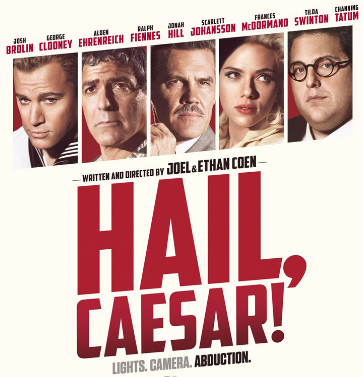 JOSH BROLIN GEORGE CLOONEY ALDEN EHRENREICH RALPH FIENNES JONAH HILL SCARLETT JOHANSSON FRANCES McDORMAND TILDA SWINTON CHANNING TATUM
WRITTEN AND DIRECTED BY JOEL & ETHAN COEN
HAIL,
CAESAR!
LIGHTS. CAMERA. ABDUCTION.